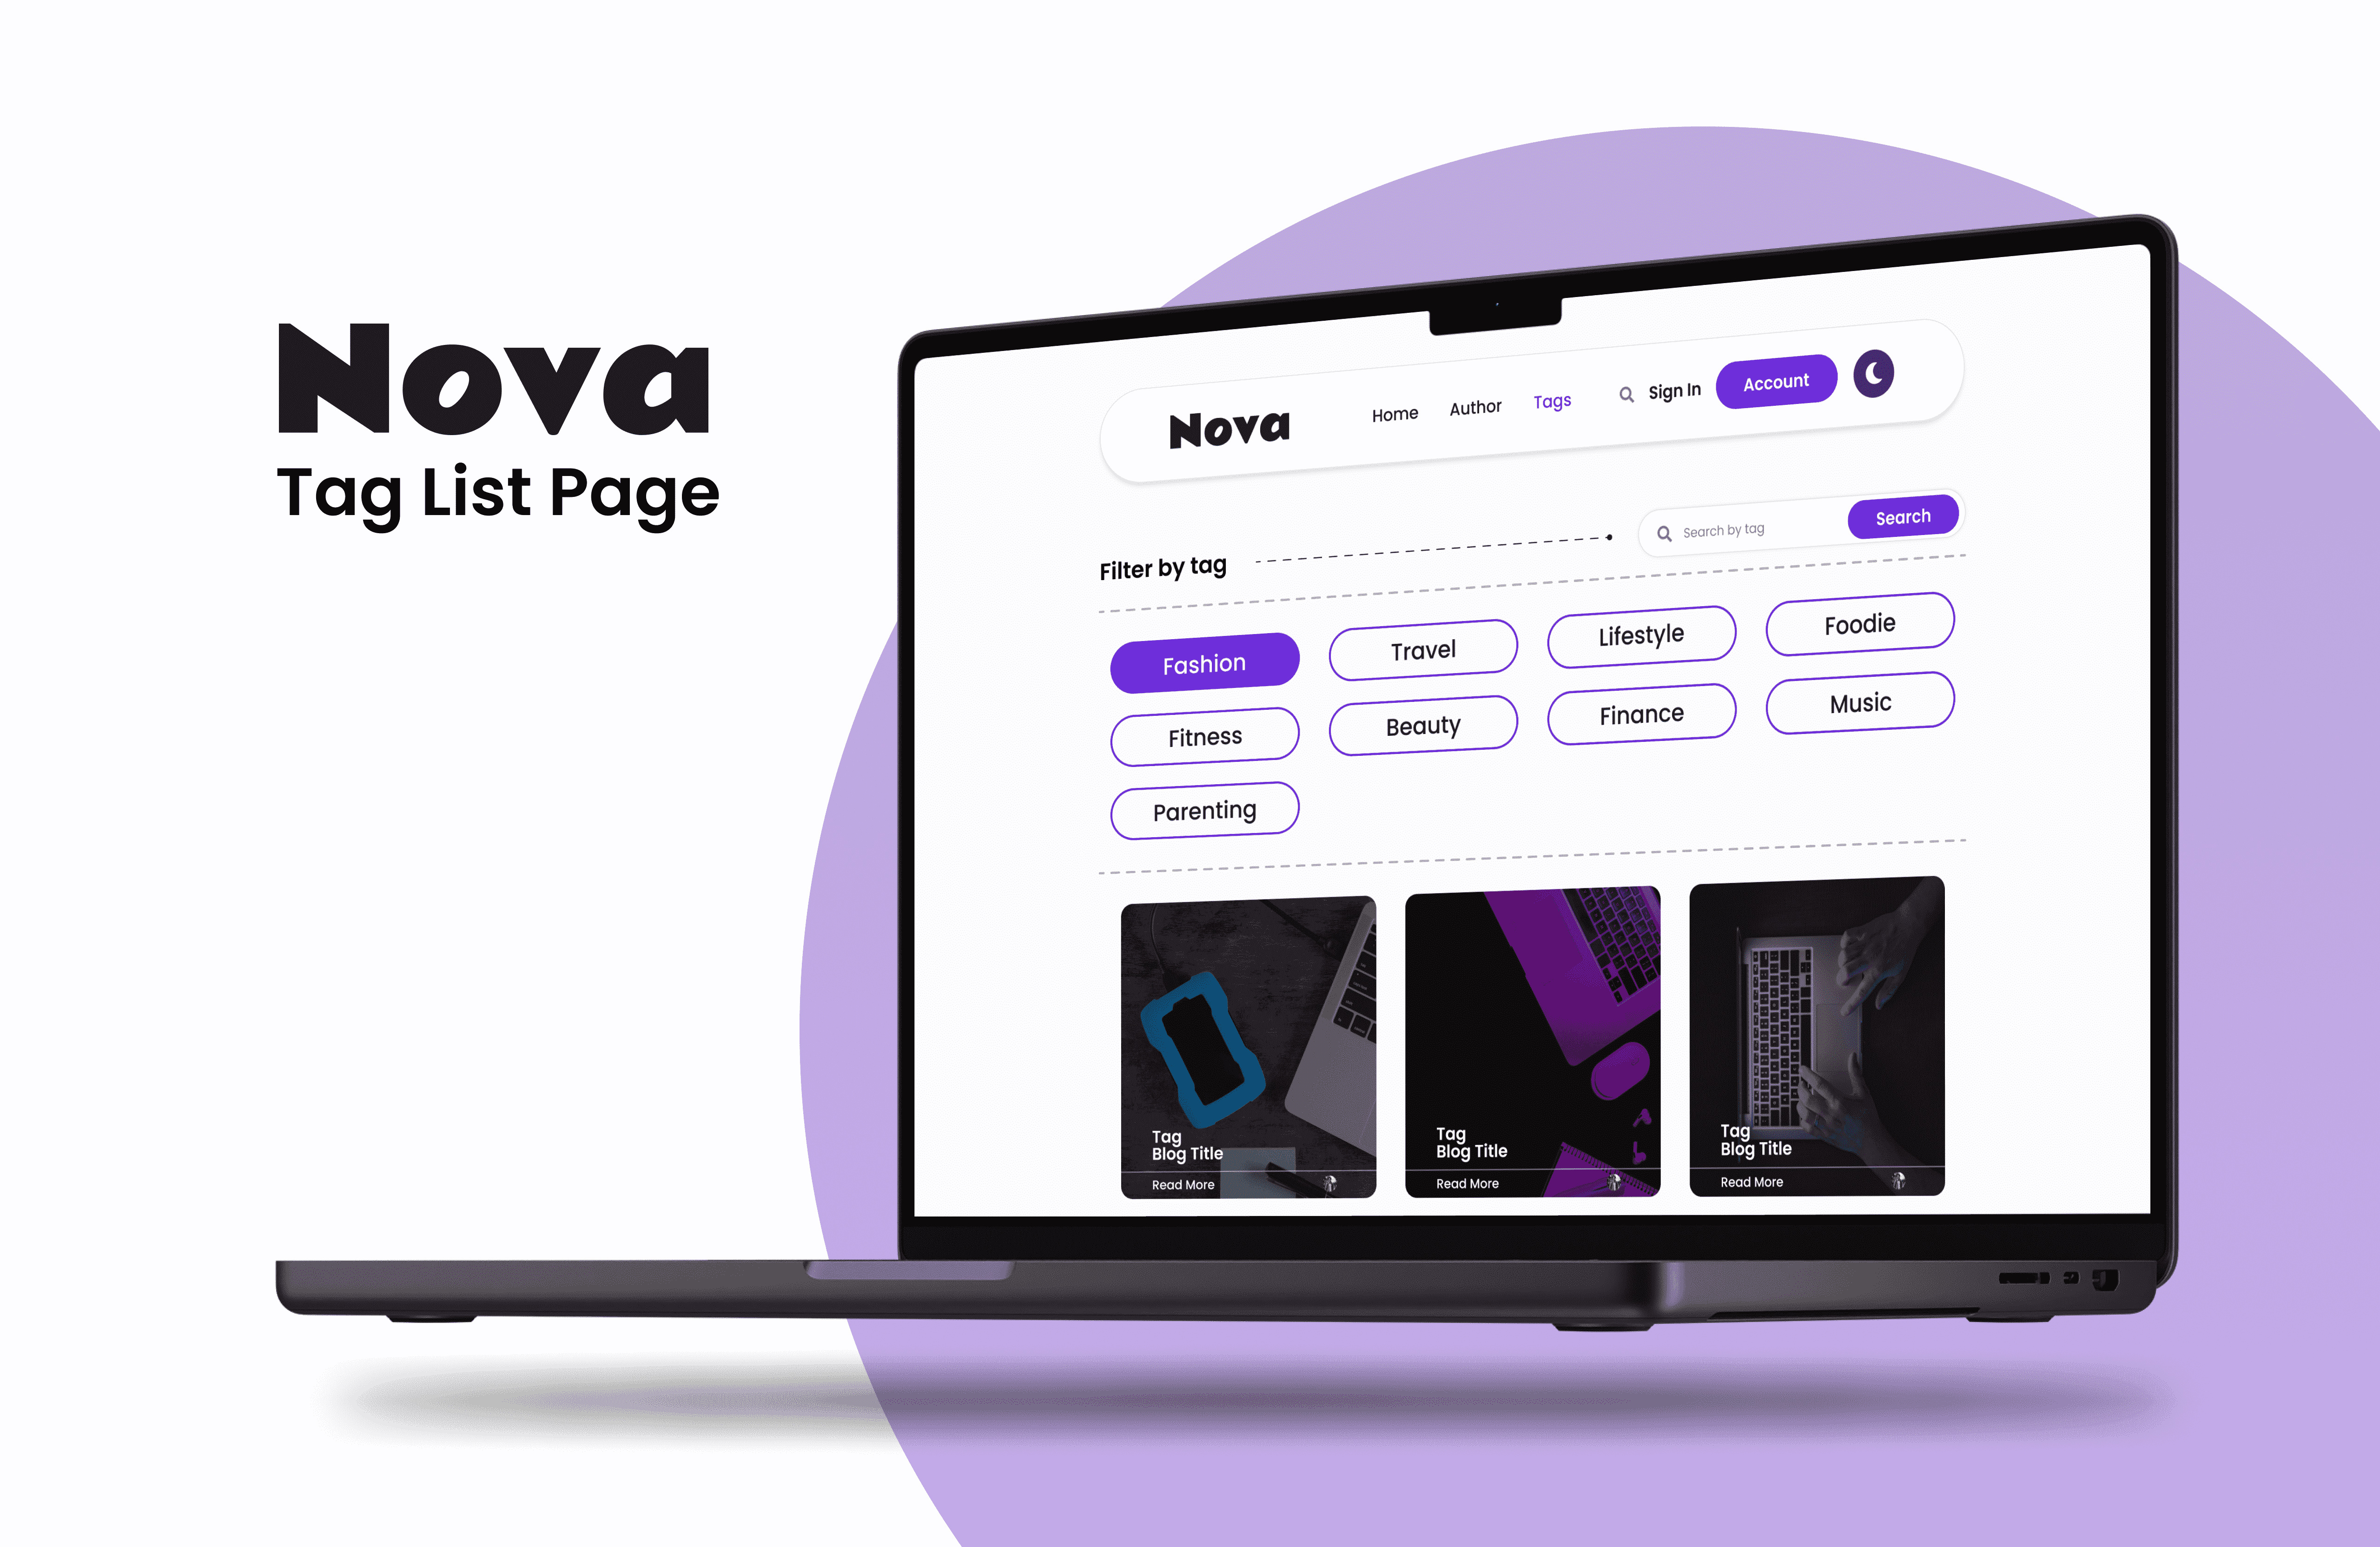 Nova
Tag List Page
Nova
Home
Author
Tags
Sign In
Account
Filter by tag
Search by tag
Search
Fashion
Travel
Lifestyle
Foodie
Fitness
Beauty
Finance
Music
Parenting
Tag
Blog Title
Read More
Tag
Blog Title
Read More
Tag
Blog Title
Read More